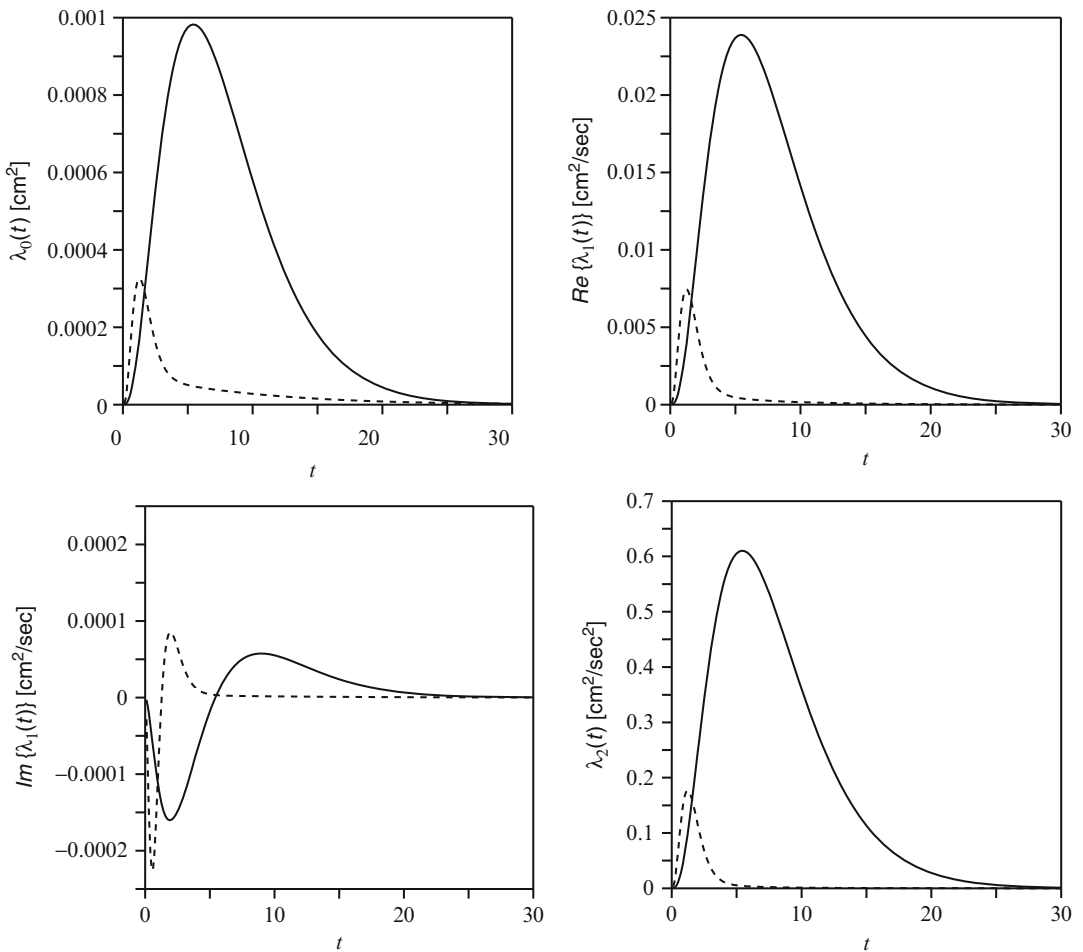 0.001
0.0008
0.0006
0.0004
0.0002
0
λ₀(t) [cm²]
0 10 20 30
t
0.025
0.02
0.015
0.01
0.005
0
Re {λ₁(t)} [cm²/sec]
0 10 20 30
t
0.0002
0.0001
0
−0.0001
−0.0002
Im {λ₁(t)} [cm²/sec]
0 10 20 30
t
0.7
0.6
0.5
0.4
0.3
0.2
0.1
0
λ₂(t) [cm²/sec²]
0 10 20 30
t